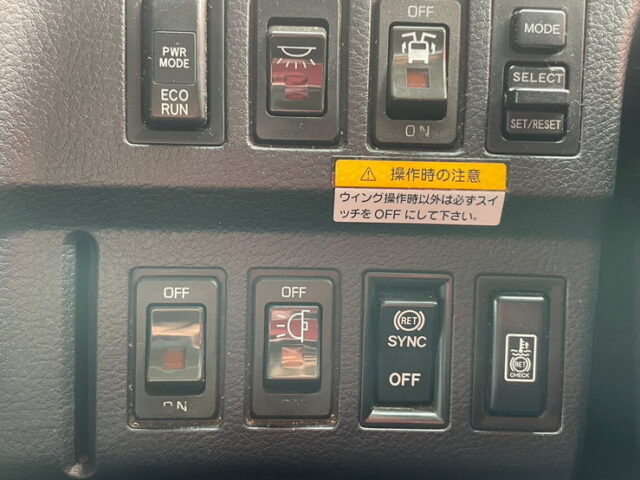 PWR
MODE
ECO
RUN
OFF
ON
MODE
SELECT
SET/RESET
操作時の注意
ウイング操作時以外は必ずスイ
ッチをOFFにして下さい。
OFF
ON
OFF
RET
SYNC
OFF
RET
CHECK